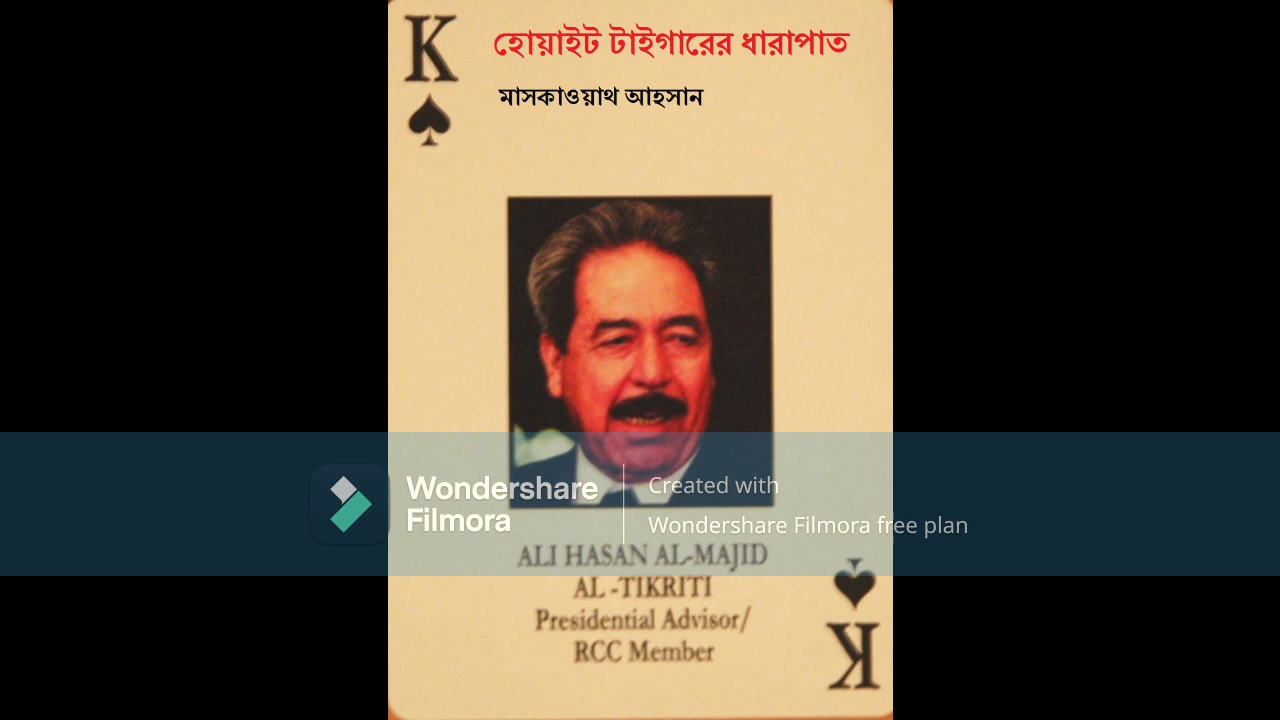 K
হোয়াইট টাইগারের ধারাপাত
মাসকাওয়াথ আহসান
Wondershare
Filmora
Created with
Wondershare Filmora free plan
ALI HASAN AL-MAJID
AL -TIKRITI
Presidential Advisor/
RCC Member
K